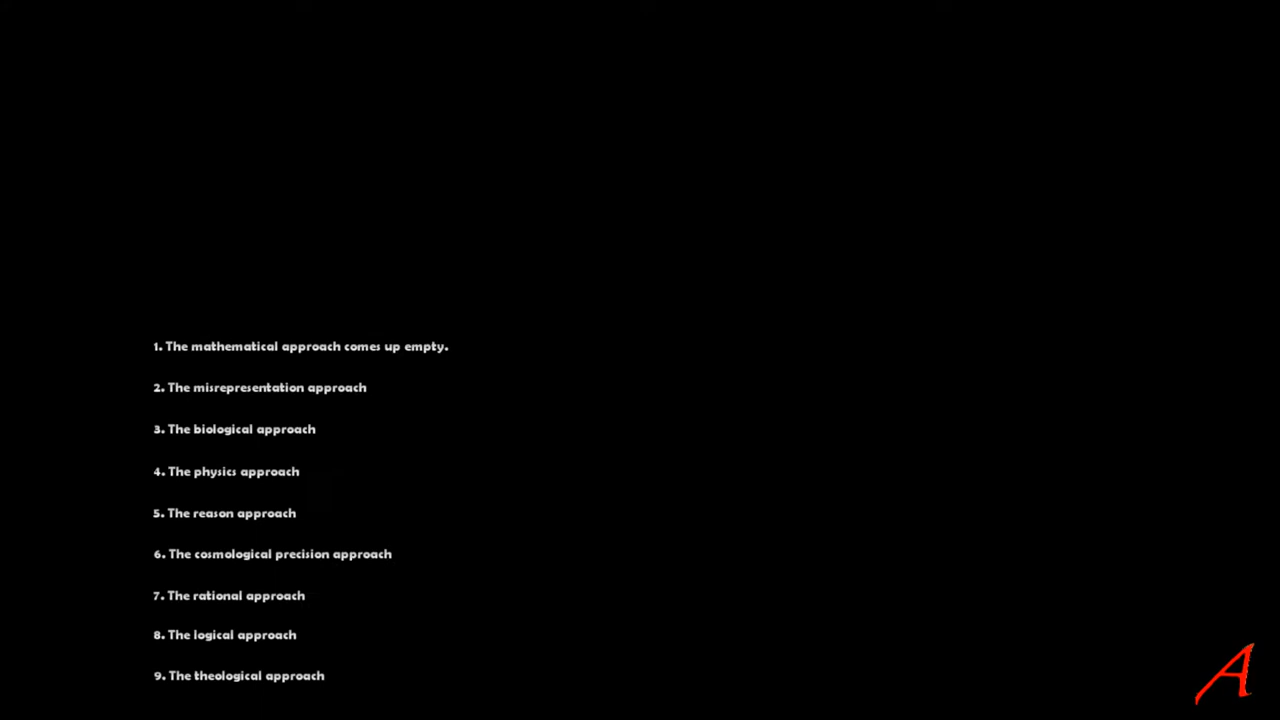 1. The mathematical approach comes up empty.
2. The misrepresentation approach
3. The biological approach
4. The physics approach
5. The reason approach
6. The cosmological precision approach
7. The rational approach
8. The logical approach
9. The theological approach
A